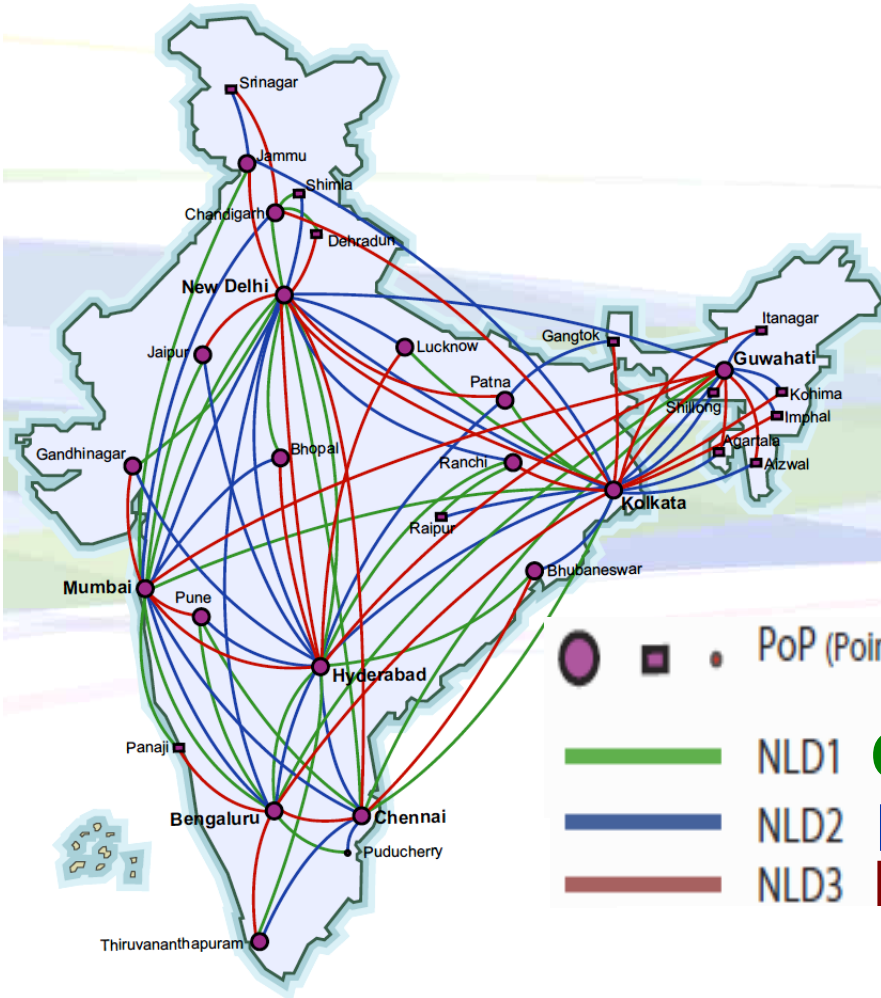 Srinagar
Jammu
Shimla
Chandigarh
Dehradun
New Delhi
Itanagar
Gangtok
Lucknow
Jaipur
Guwahati
Patna
Kohima
Shillong
Imphal
Agartala
Bhopal
Gandhinagar
Ranchi
Aizwal
Kolkata
Raipur
Bhubaneswar
Mumbai
Pune
PoP (Poin
Hyderabad
Panaji
NLD1
Bengaluru
Chennai
NLD2
Puducherry
NLD3
Thiruvananthapuram